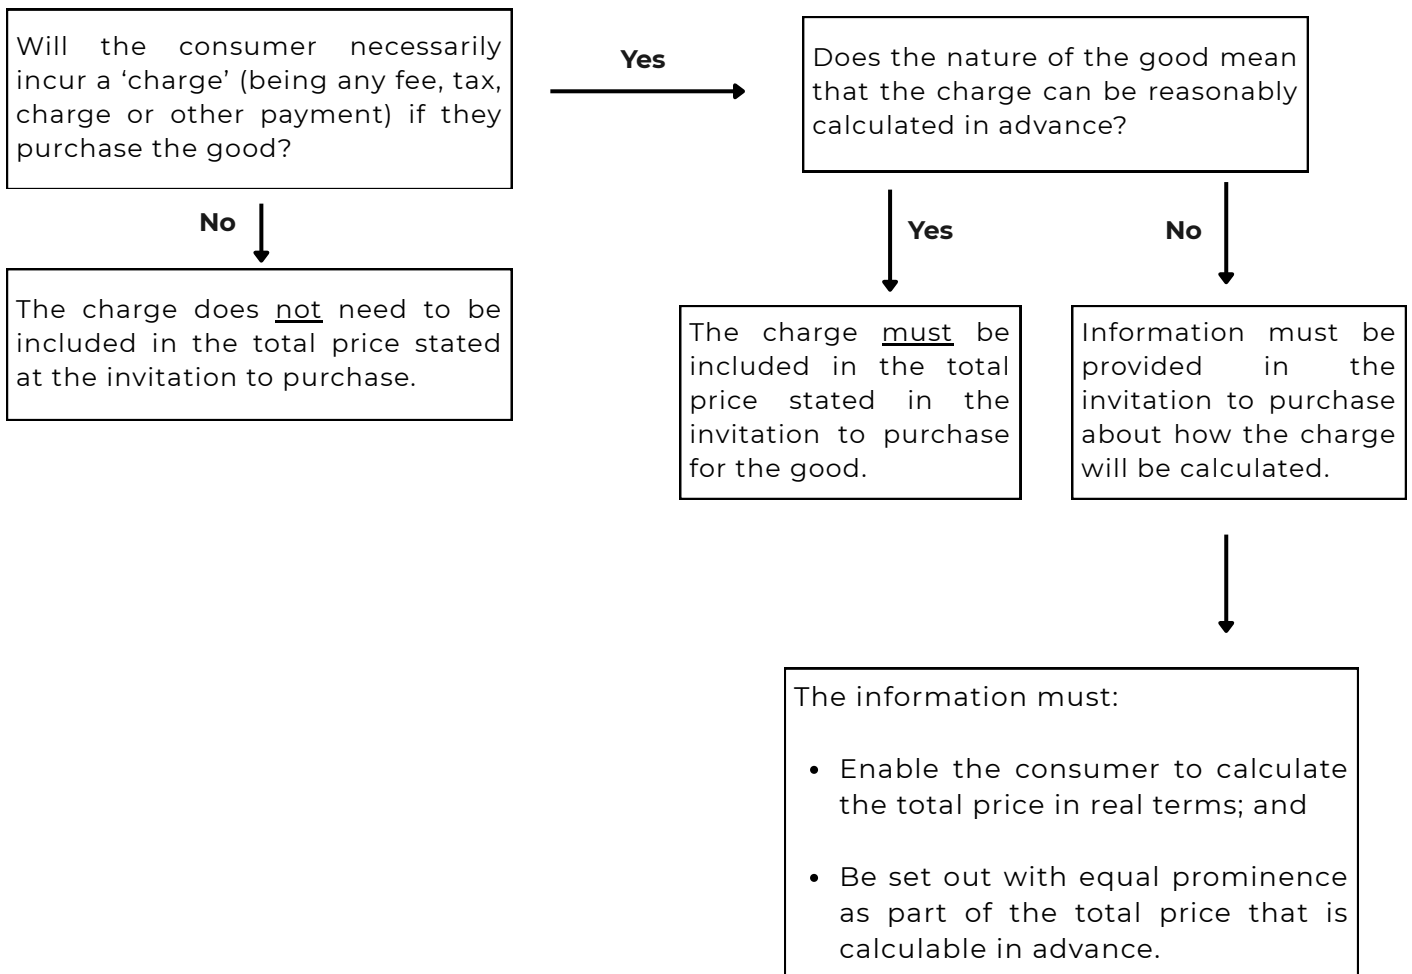 Will the consumer necessarily
incur a ‘charge’ (being any fee, tax,
charge or other payment) if they
purchase the good?
Yes
Does the nature of the good mean
that the charge can be reasonably
calculated in advance?
No
The charge does not need to be
included in the total price stated
at the invitation to purchase.
Yes
No
The charge must be
included in the total
price stated in the
invitation to purchase
for the good.
Information must be
provided in the
invitation to purchase
about how the charge
will be calculated.
The information must:
• Enable the consumer to calculate
the total price in real terms; and
• Be set out with equal prominence
as part of the total price that is
calculable in advance.